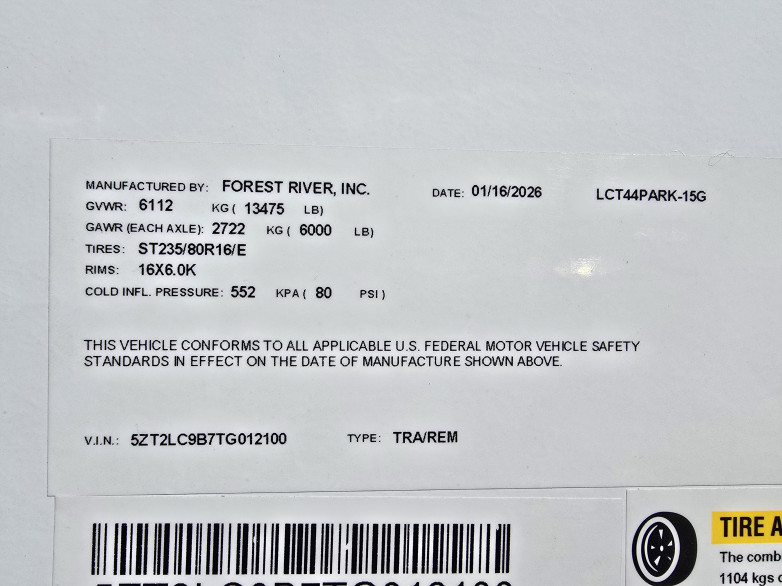 MANUFACTURED BY: FOREST RIVER, INC. DATE: 01/16/2026 LCT44PARK-15G
GVWR: 6112 KG ( 13475 LB)
GAWR (EACH AXLE): 2722 KG ( 6000 LB)
TIRES: ST235/80R16/E
RIMS: 16X6.0K
COLD INFL. PRESSURE: 552 KPA ( 80 PSI )
THIS VEHICLE CONFORMS TO ALL APPLICABLE U.S. FEDERAL MOTOR VEHICLE SAFETY
STANDARDS IN EFFECT ON THE DATE OF MANUFACTURE SHOWN ABOVE.
V.I.N.: 5ZT2LC9B7TG012100 TYPE: TRA/REM
5ZT2LC9B7TG012100
TIRE A
The comb
1104 kgs